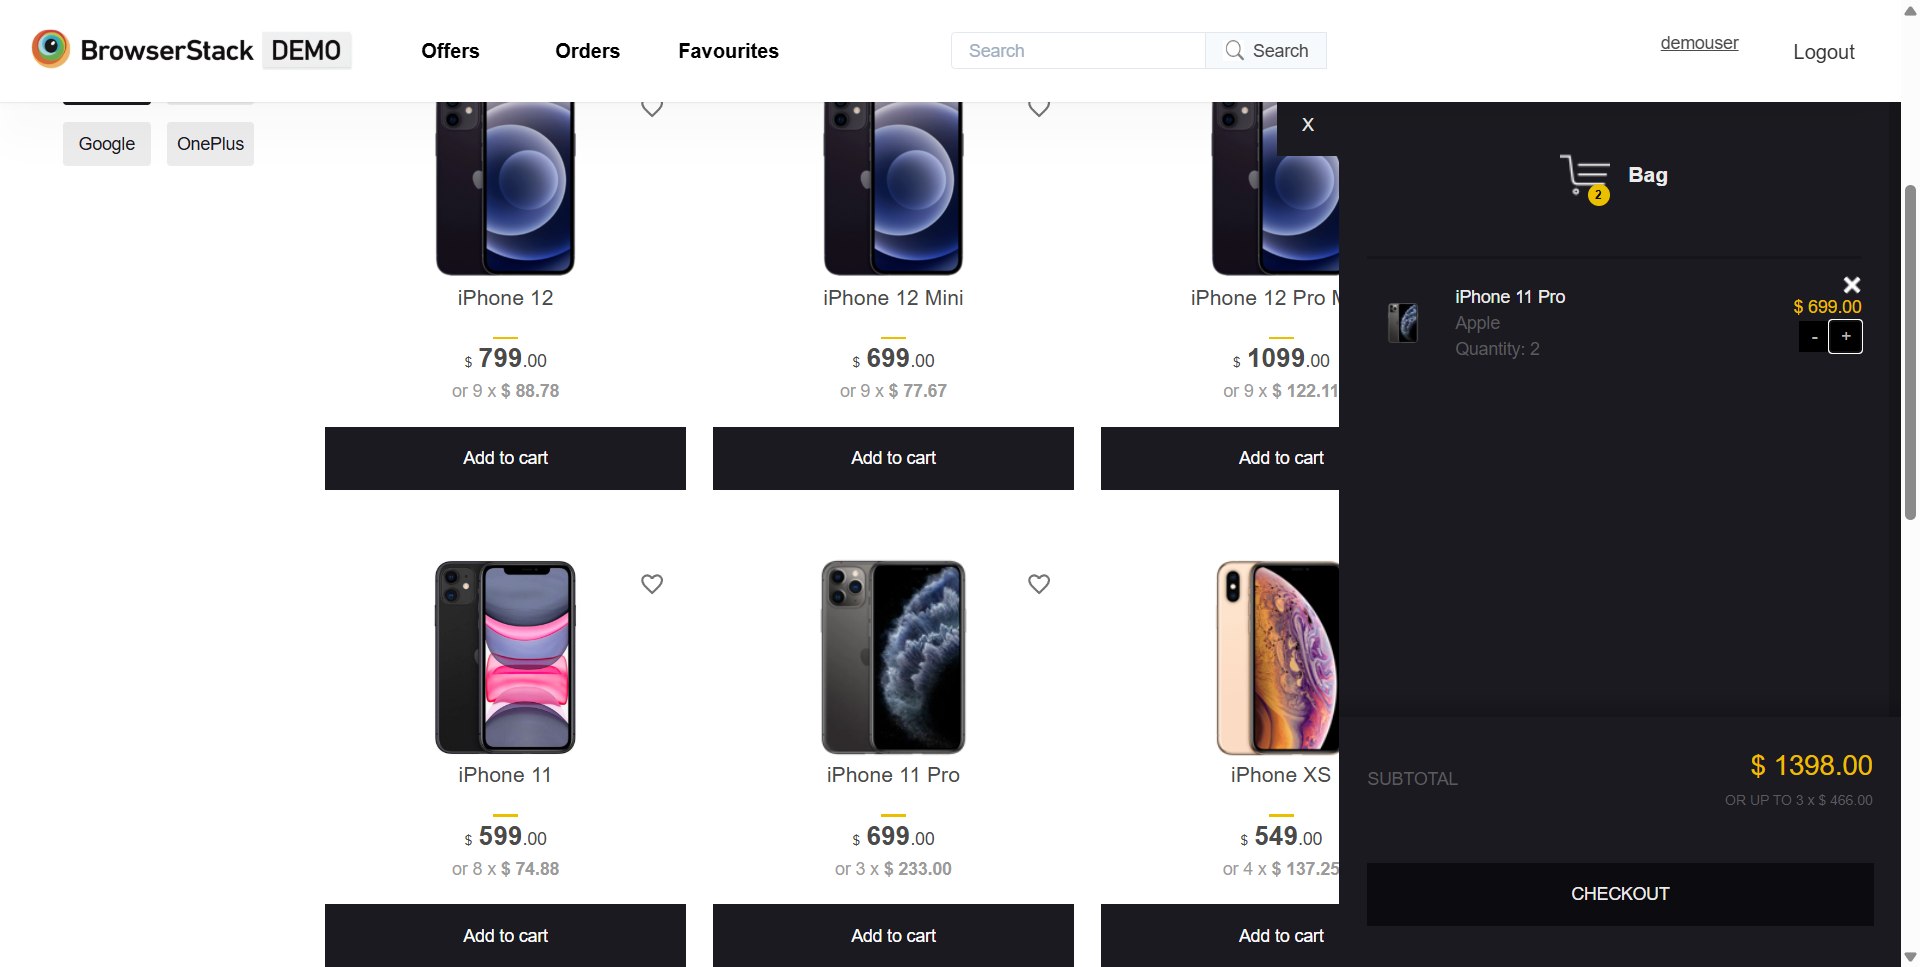 BrowserStack DEMO
Offers
Orders
Favourites
Search
Search
demouser
Logout
Google
OnePlus
iPhone 12
$ 799.00
or 9 x $ 88.78
Add to cart
iPhone 12 Mini
$ 699.00
or 9 x $ 77.67
Add to cart
iPhone 12 Pro
$ 1099.00
or 9 x $ 122.11
Add to cart
iPhone 11
$ 599.00
or 8 x $ 74.88
Add to cart
iPhone 11 Pro
$ 699.00
or 3 x $ 233.00
Add to cart
iPhone XS
$ 549.00
or 4 x $ 137.25
Add to cart
X
2
Bag
iPhone 11 Pro
Apple
Quantity: 2
$ 699.00
- +
SUBTOTAL
$ 1398.00
OR UP TO 3 x $ 466.00
CHECKOUT